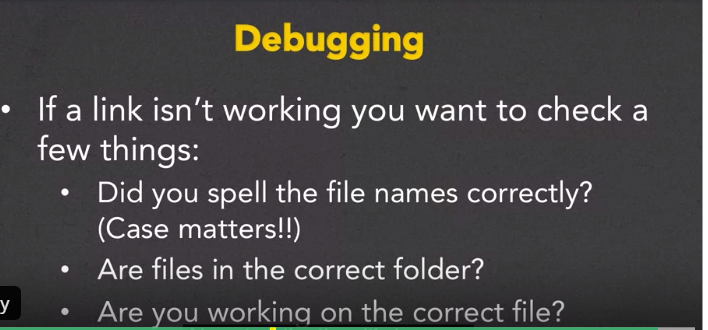 Debugging
• If a link isn't working you want to check a
few things:
• Did you spell the file names correctly?
(Case matters!!)
• Are files in the correct folder?
y
• Are you working on the correct file?